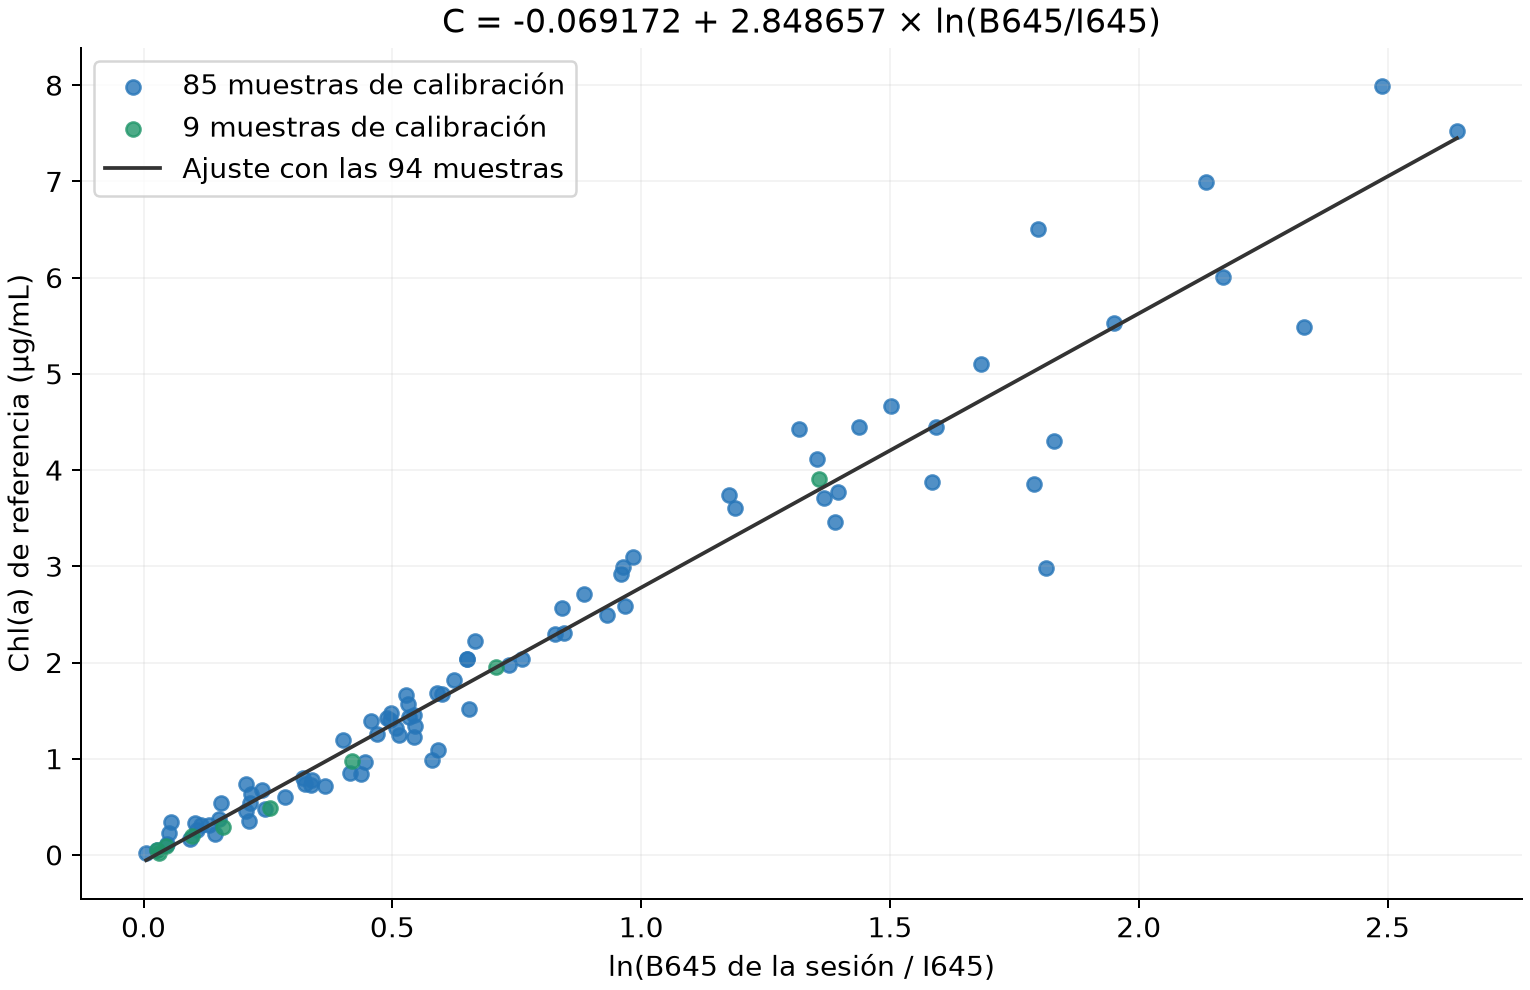 C = -0.069172 + 2.848657 × ln(B645/I645)
85 muestras de calibración
9 muestras de calibración
Ajuste con las 94 muestras
Chl(a) de referencia (µg/mL)
8
7
6
5
4
3
2
1
0
0.0 0.5 1.0 1.5 2.0 2.5
ln(B645 de la sesión / I645)